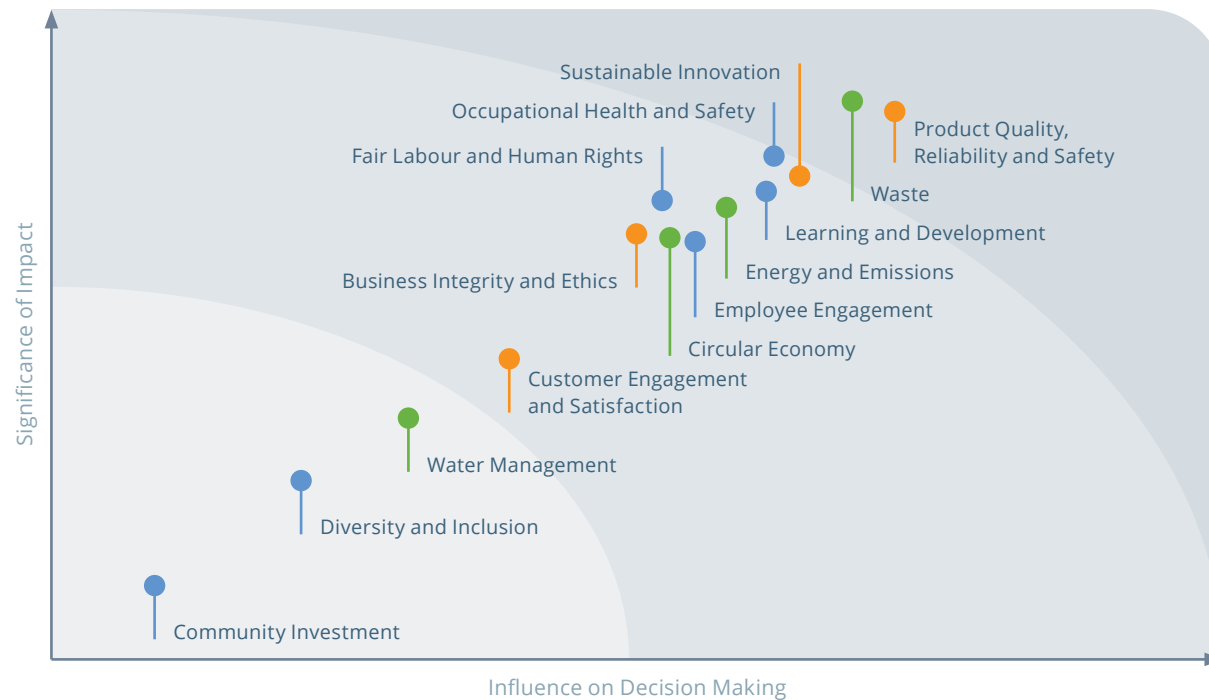 Sustainable Innovation
Occupational Health and Safety
Product Quality,
Reliability and Safety
Fair Labour and Human Rights
Waste
Learning and Development
Energy and Emissions
Business Integrity and Ethics
Employee Engagement
Circular Economy
Customer Engagement
and Satisfaction
Water Management
Diversity and Inclusion
Community Investment
Significance of Impact
Influence on Decision Making